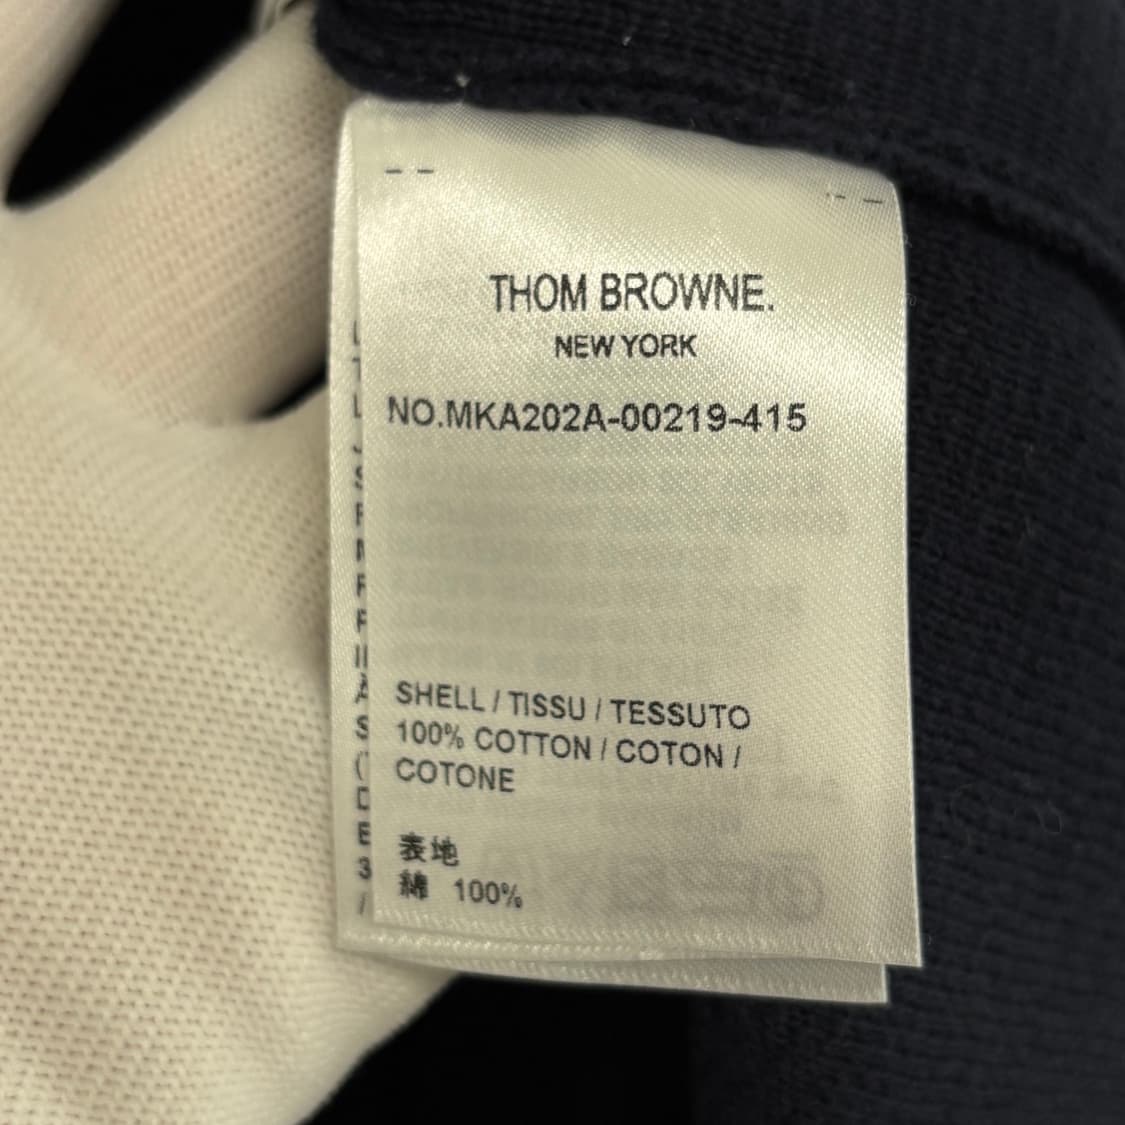 THOM BROWNE.
NEW YORK
NO.MKA202A-00219-415
SHELL / TISSU / TESSUTO
100% COTTON / COTON /
COTONE
表地
綿 100%